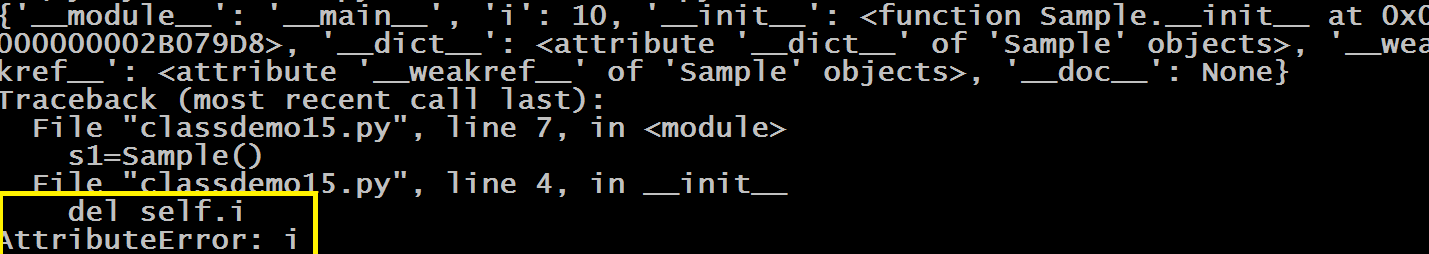 {'__module__': '__main__', 'i': 10, '__init__': <function Sample.__init__ at 0x0
000000002B079D8>, '__dict__': <attribute '__dict__' of 'Sample' objects>, '__wea
kref__': <attribute '__weakref__' of 'Sample' objects>, '__doc__': None}
Traceback (most recent call last):
  File "classdemo15.py", line 7, in <module>
    s1=Sample()
  File "classdemo15.py", line 4, in __init__
    del self.i
AttributeError: i